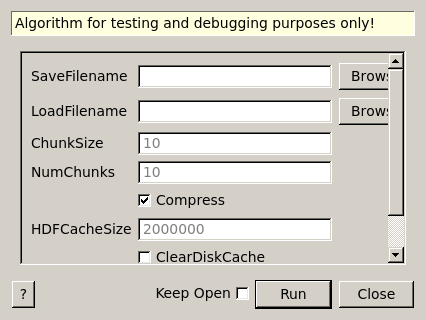 Algorithm for testing and debugging purposes only!
SaveFilename Brows
LoadFilename Brows
ChunkSize 10
NumChunks 10
Compress
HDFCacheSize 2000000
ClearDiskCache
? Keep Open Run Close